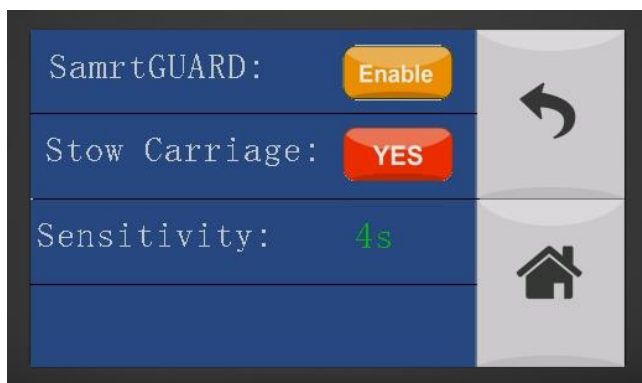 SamrtGUARD: Enable
Stow Carriage: YES
Sensitivity: 4s